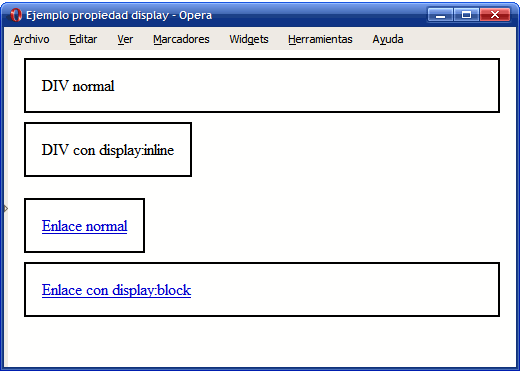 Ejemplo propiedad display - Opera
Archivo Editar Ver Marcadores Widgets Herramientas Ayuda
DIV normal
DIV con display:inline
Enlace normal
Enlace con display:block